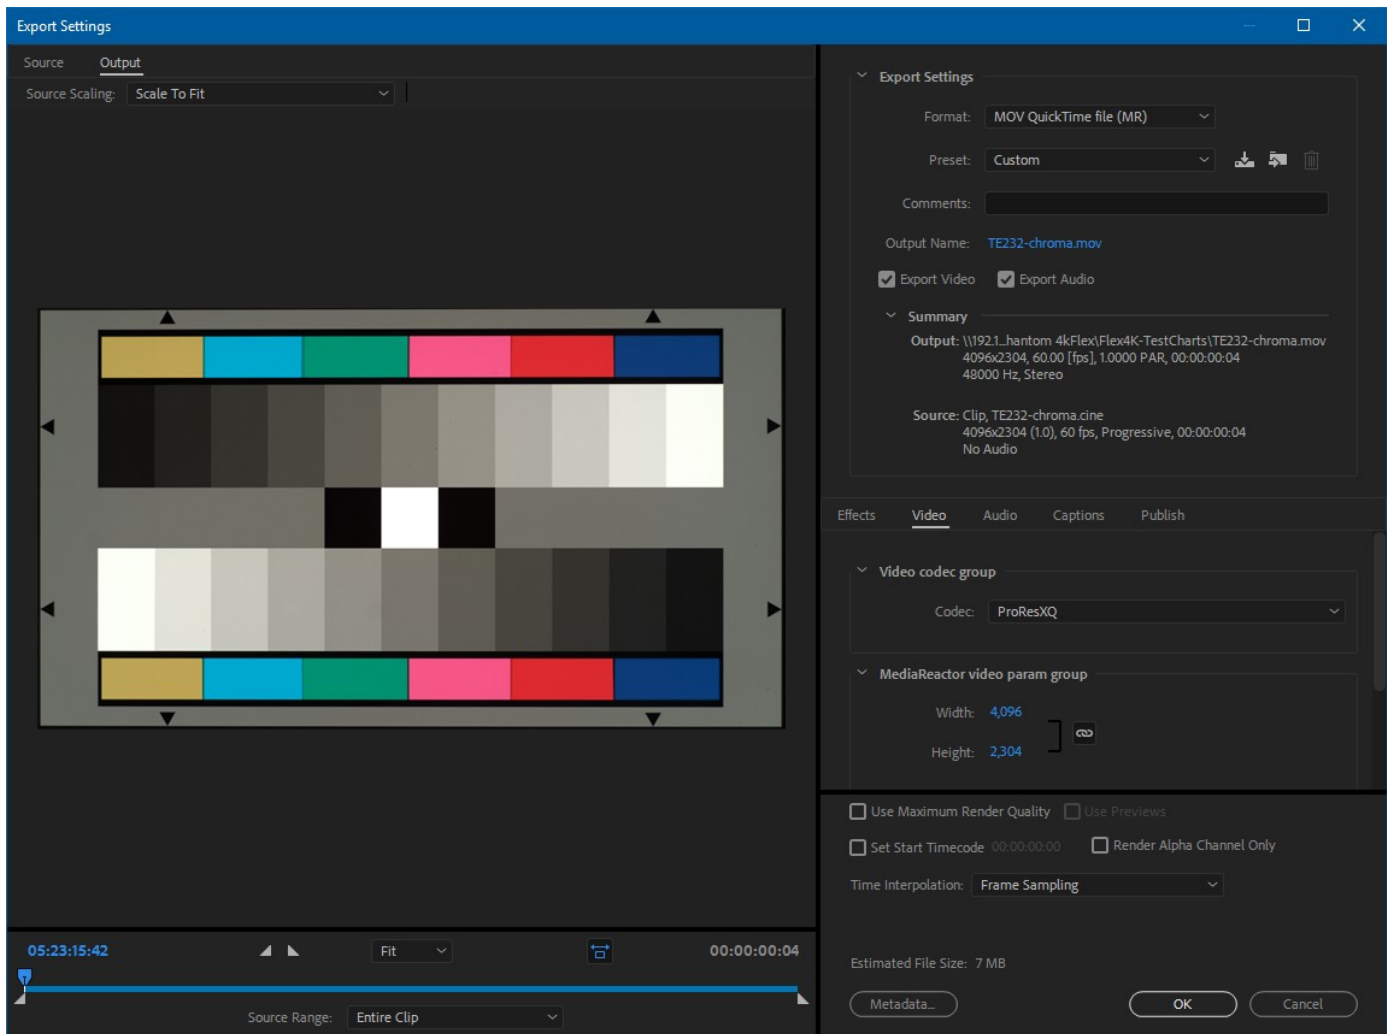 Export Settings
Source Output
Source Scaling: Scale To Fit
05:23:15:42 Fit 00:00:00:04
Source Range: Entire Clip
Export Settings
Format: MOV QuickTime file (MR)
Preset: Custom
Comments:
Output Name: TE232-chroma.mov
Export Video Export Audio
Summary
Output: \\192.1...hantom 4kFlex\Flex4K-TestCharts\TE232-chroma.mov
4096x2304, 60.00 [fps], 1.0000 PAR, 00:00:00:04
48000 Hz, Stereo
Source: Clip, TE232-chroma.cine
4096x2304 (1.0), 60 fps, Progressive, 00:00:00:04
No Audio
Effects Video Audio Captions Publish
Video codec group
Codec: ProResXQ
MediaReactor video param group
Width: 4,096
Height: 2,304
Use Maximum Render Quality Use Previews
Set Start Timecode 00:00:00:00 Render Alpha Channel Only
Time Interpolation: Frame Sampling
Estimated File Size: 7 MB
Metadata... OK Cancel